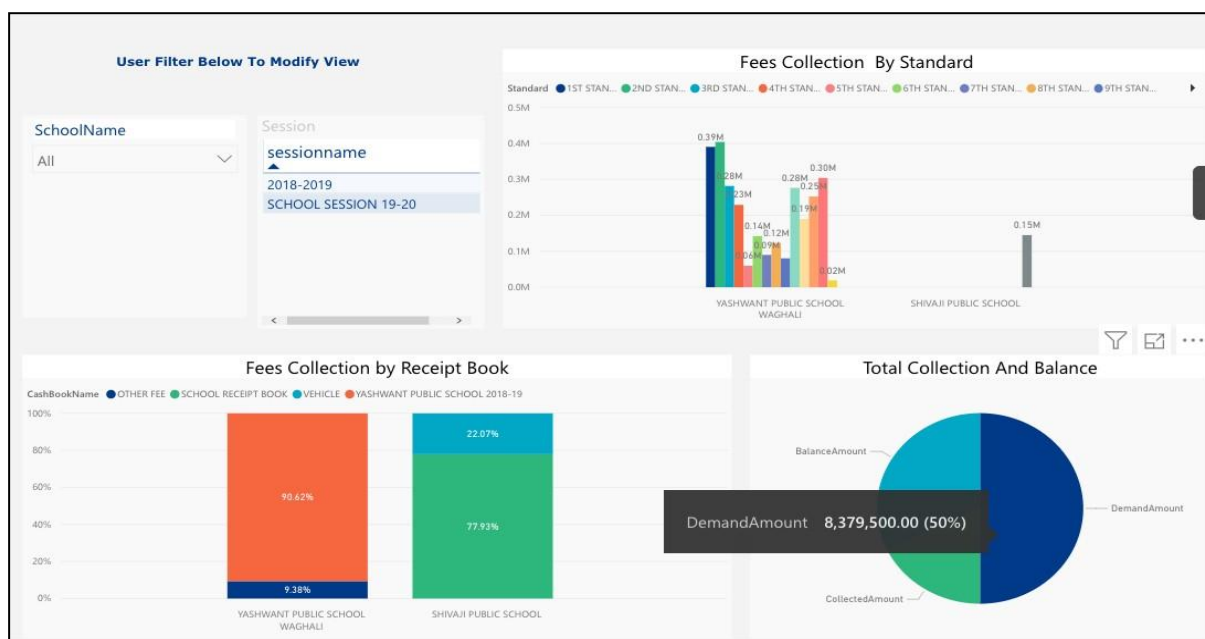 User Filter Below To Modify View
SchoolName
All
Session
sessionname
2018-2019
SCHOOL SESSION 19-20
Fees Collection By Standard
Standard 1ST STAN... 2ND STAN... 3RD STAN... 4TH STAN... 5TH STAN... 6TH STAN... 7TH STAN... 8TH STAN... 9TH STAN...
0.5M
0.4M
0.3M
0.2M
0.1M
0.0M
0.39M
0.28M
0.23M
0.06M
0.14M
0.09M
0.12M
0.28M
0.19M
0.25M
0.30M
0.02M
0.15M
YASHWANT PUBLIC SCHOOL
WAGHALI
SHIVAJI PUBLIC SCHOOL
Fees Collection by Receipt Book
CashBookName OTHER FEE SCHOOL RECEIPT BOOK VEHICLE YASHWANT PUBLIC SCHOOL 2018-19
100%
80%
60%
40%
20%
0%
90.62%
9.38%
22.07%
77.93%
YASHWANT PUBLIC SCHOOL
WAGHALI
SHIVAJI PUBLIC SCHOOL
Total Collection And Balance
BalanceAmount
DemandAmount 8,379,500.00 (50%)
DemandAmount
CollectedAmount